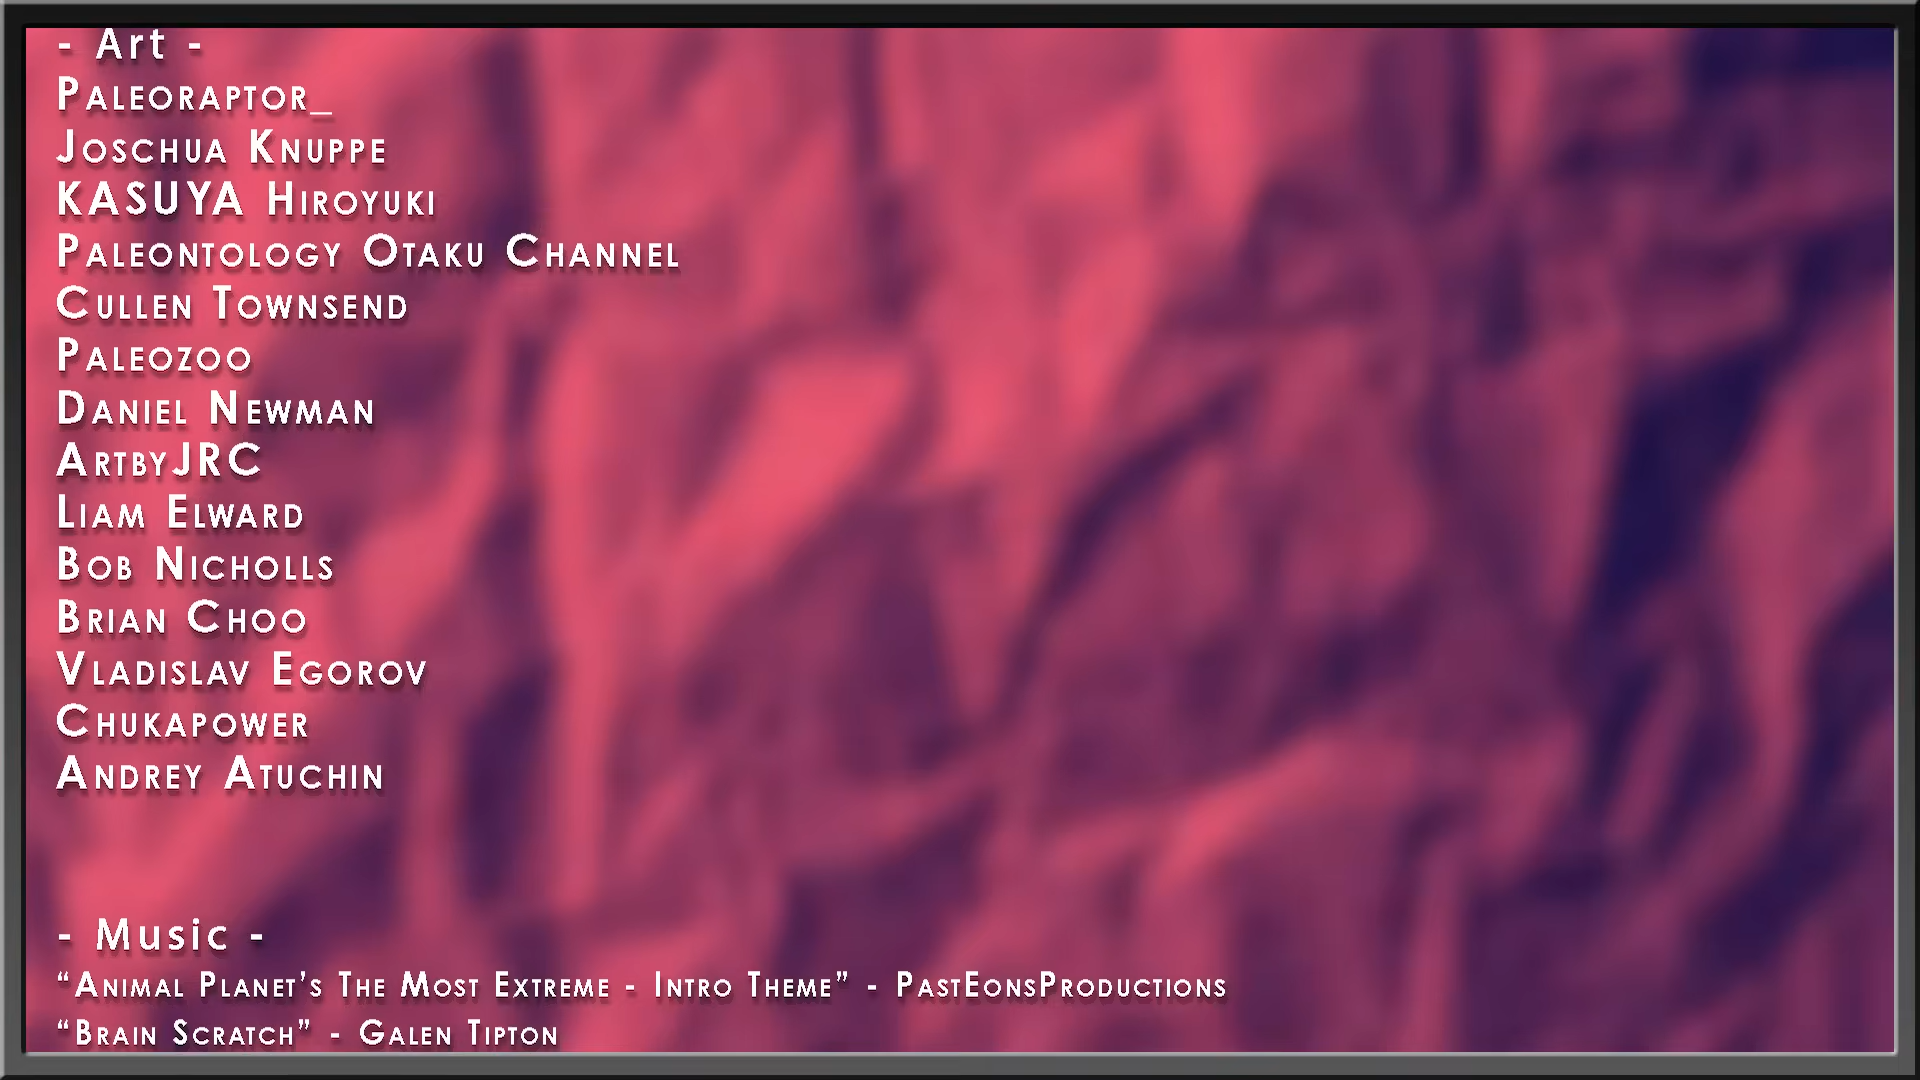 - Art -
Paleoraptor_
Joschua Knuppe
KASUYA Hiroyuki
Paleontology Otaku Channel
Cullen Townsend
Paleozoo
Daniel Newman
ArtbyJRC
Liam Elward
Bob Nicholls
Brian Choo
Vladislav Egorov
Chukapower
Andrey Atuchin
- Music -
“Animal Planet’s The Most Extreme - Intro Theme” - PastEonsProductions
“Brain Scratch” - Galen Tipton